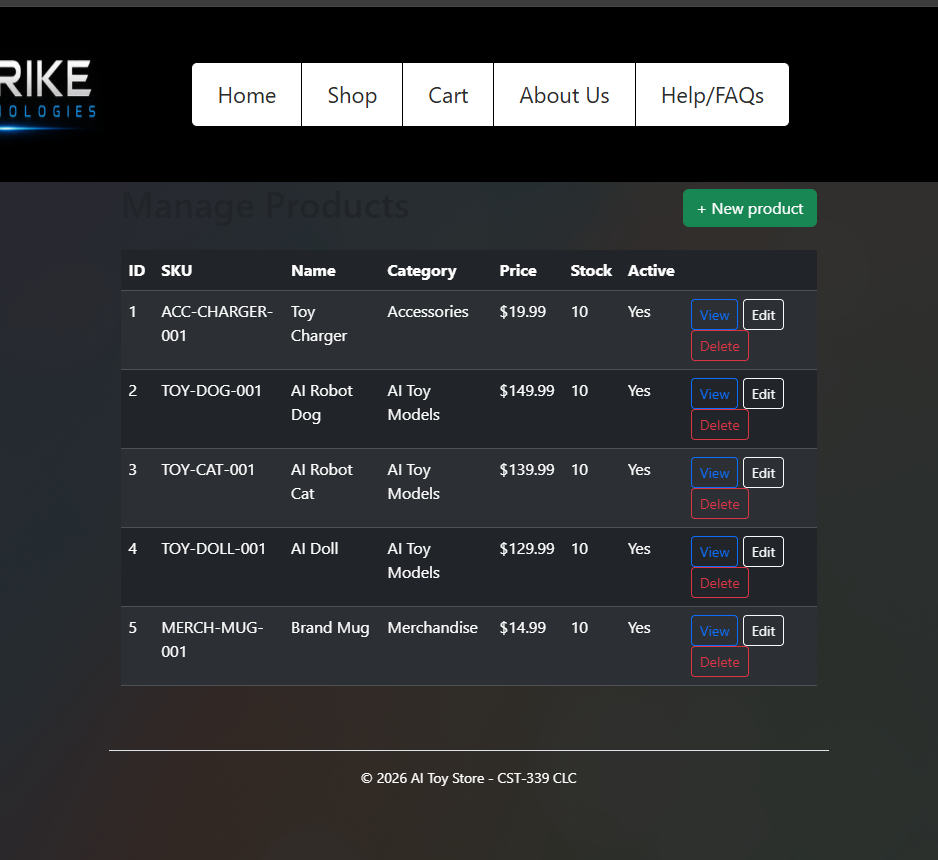 RIKE
OLOGIES
Home Shop Cart About Us Help/FAQs
Manage Products
+ New product
ID SKU Name Category Price Stock Active
1 ACC-CHARGER-001 Toy Charger Accessories $19.99 10 Yes View Edit Delete
2 TOY-DOG-001 AI Robot Dog AI Toy Models $149.99 10 Yes View Edit Delete
3 TOY-CAT-001 AI Robot Cat AI Toy Models $139.99 10 Yes View Edit Delete
4 TOY-DOLL-001 AI Doll AI Toy Models $129.99 10 Yes View Edit Delete
5 MERCH-MUG-001 Brand Mug Merchandise $14.99 10 Yes View Edit Delete
© 2026 AI Toy Store - CST-339 CLC